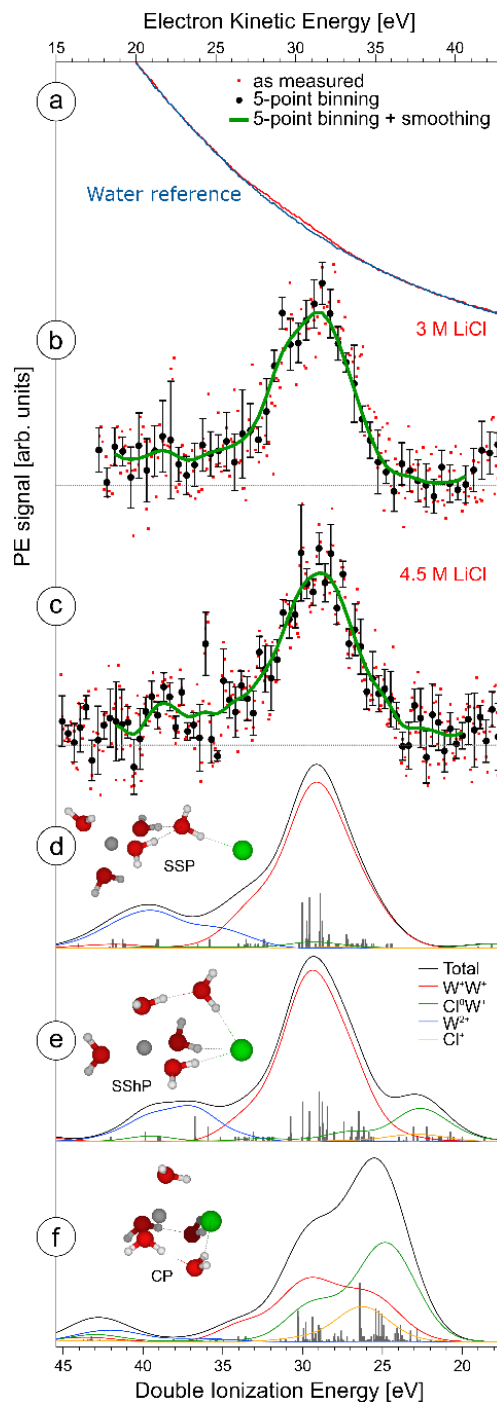 Electron Kinetic Energy [eV]
15 20 25 30 35 40
a
as measured
5-point binning
5-point binning + smoothing
Water reference
3 M LiCl
b
PE signal [arb. units]
4.5 M LiCl
c
d
SSP
Total
W⁺W⁺
Cl⁰W⁺
W²⁺
Cl⁺
e
SShP
f
CP
45 40 35 30 25 20
Double Ionization Energy [eV]